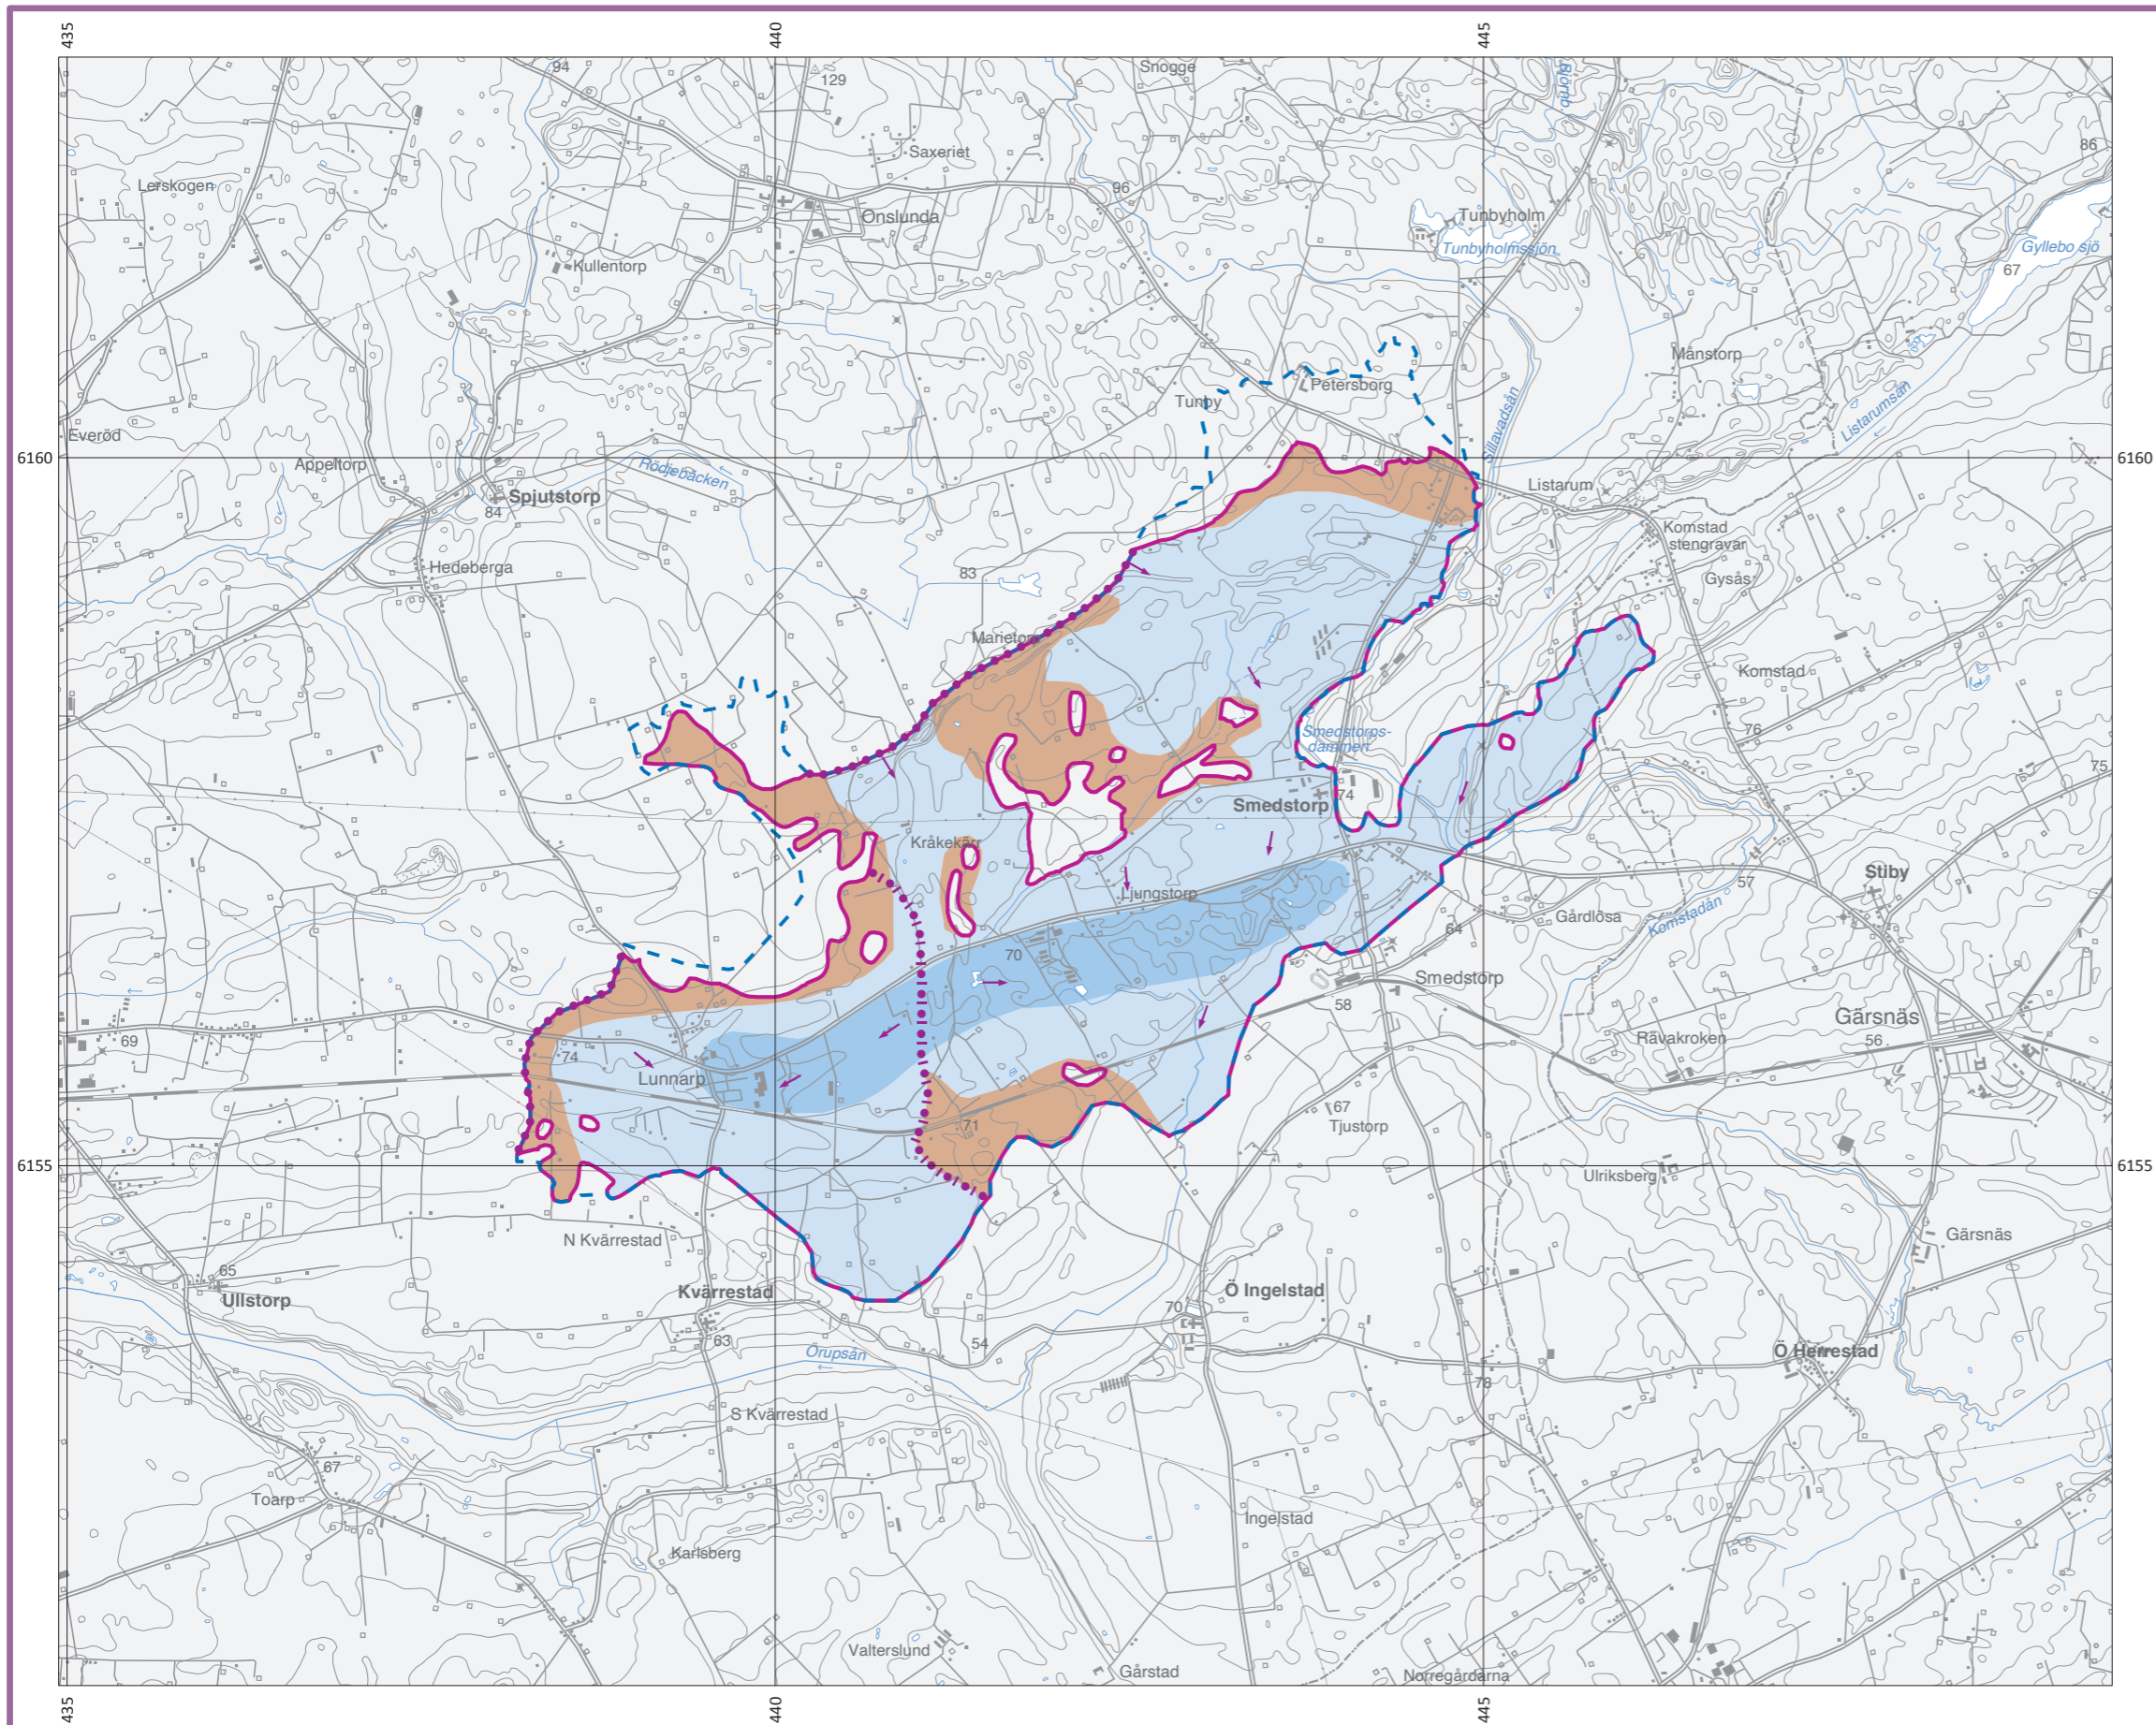 435
440
445
94
129
Snogge
Björnb
Saxeriet
86
Lerskogen
96
Onslunda
Tunbyholm
Tunbyholmssjön
Gyllebo sjö
67
Kullentorp
Månstorp
Petersborg
Tunby
Sillavadsån
Listarumsån
Everöd
6160
6160
Appeltorp
Rödjebäcken
Spjutstorp
84
Listarum
Komstad
stengravar
Hedeberga
83
Gysås
Marietorp
Komstad
76
Smedstorps-
dammen
75
Smedstorp
74
Kråkekärr
Ljungstorp
57
Stiby
Gårdlösa
Komstadån
64
70
Smedstorp
58
Gärsnäs
56
69
74
Rävakroken
Lunnarp
67
Tjustorp
71
6155
6155
Ulriksberg
N Kvärrestad
Gärsnäs
65
Ullstorp
Kvärrestad
Ö Ingelstad
70
63
54
Örupsån
Ö Herrestad
78
S Kvärrestad
67
Toarp
Ingelstad
Karlsberg
Valterslund
Gårstad
Norregårdarna
435
440
445